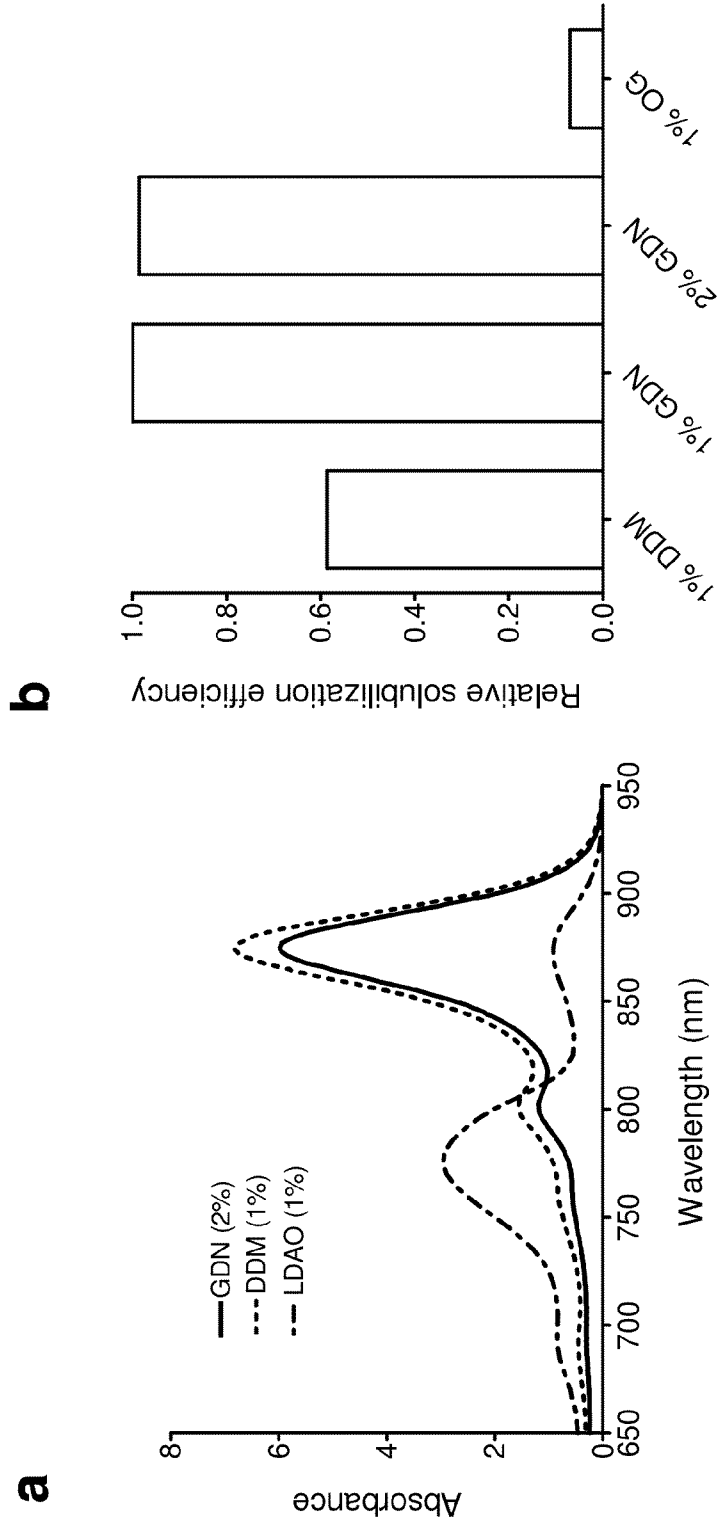 a
Absorbance
8
6
4
2
0
650
700
750
800
850
900
950
Wavelength (nm)
GDN (2%)
DDM (1%)
LDAO (1%)
b
Relative solubilization efficiency
1.0
0.8
0.6
0.4
0.2
0.0
1% DDM
1% GDN
2% GDN
1% OG